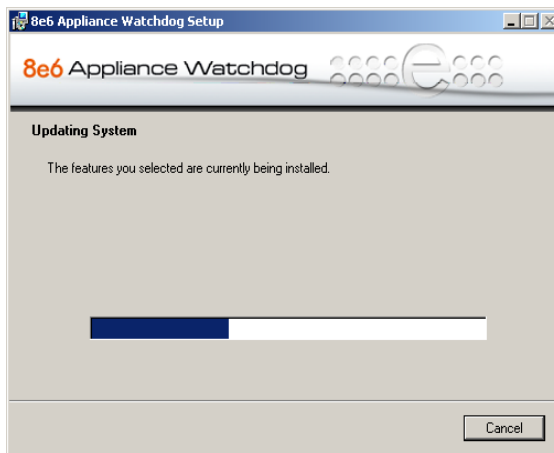 8e6 Appliance Watchdog Setup
8e6 Appliance Watchdog
e
Updating System
The features you selected are currently being installed.
Cancel